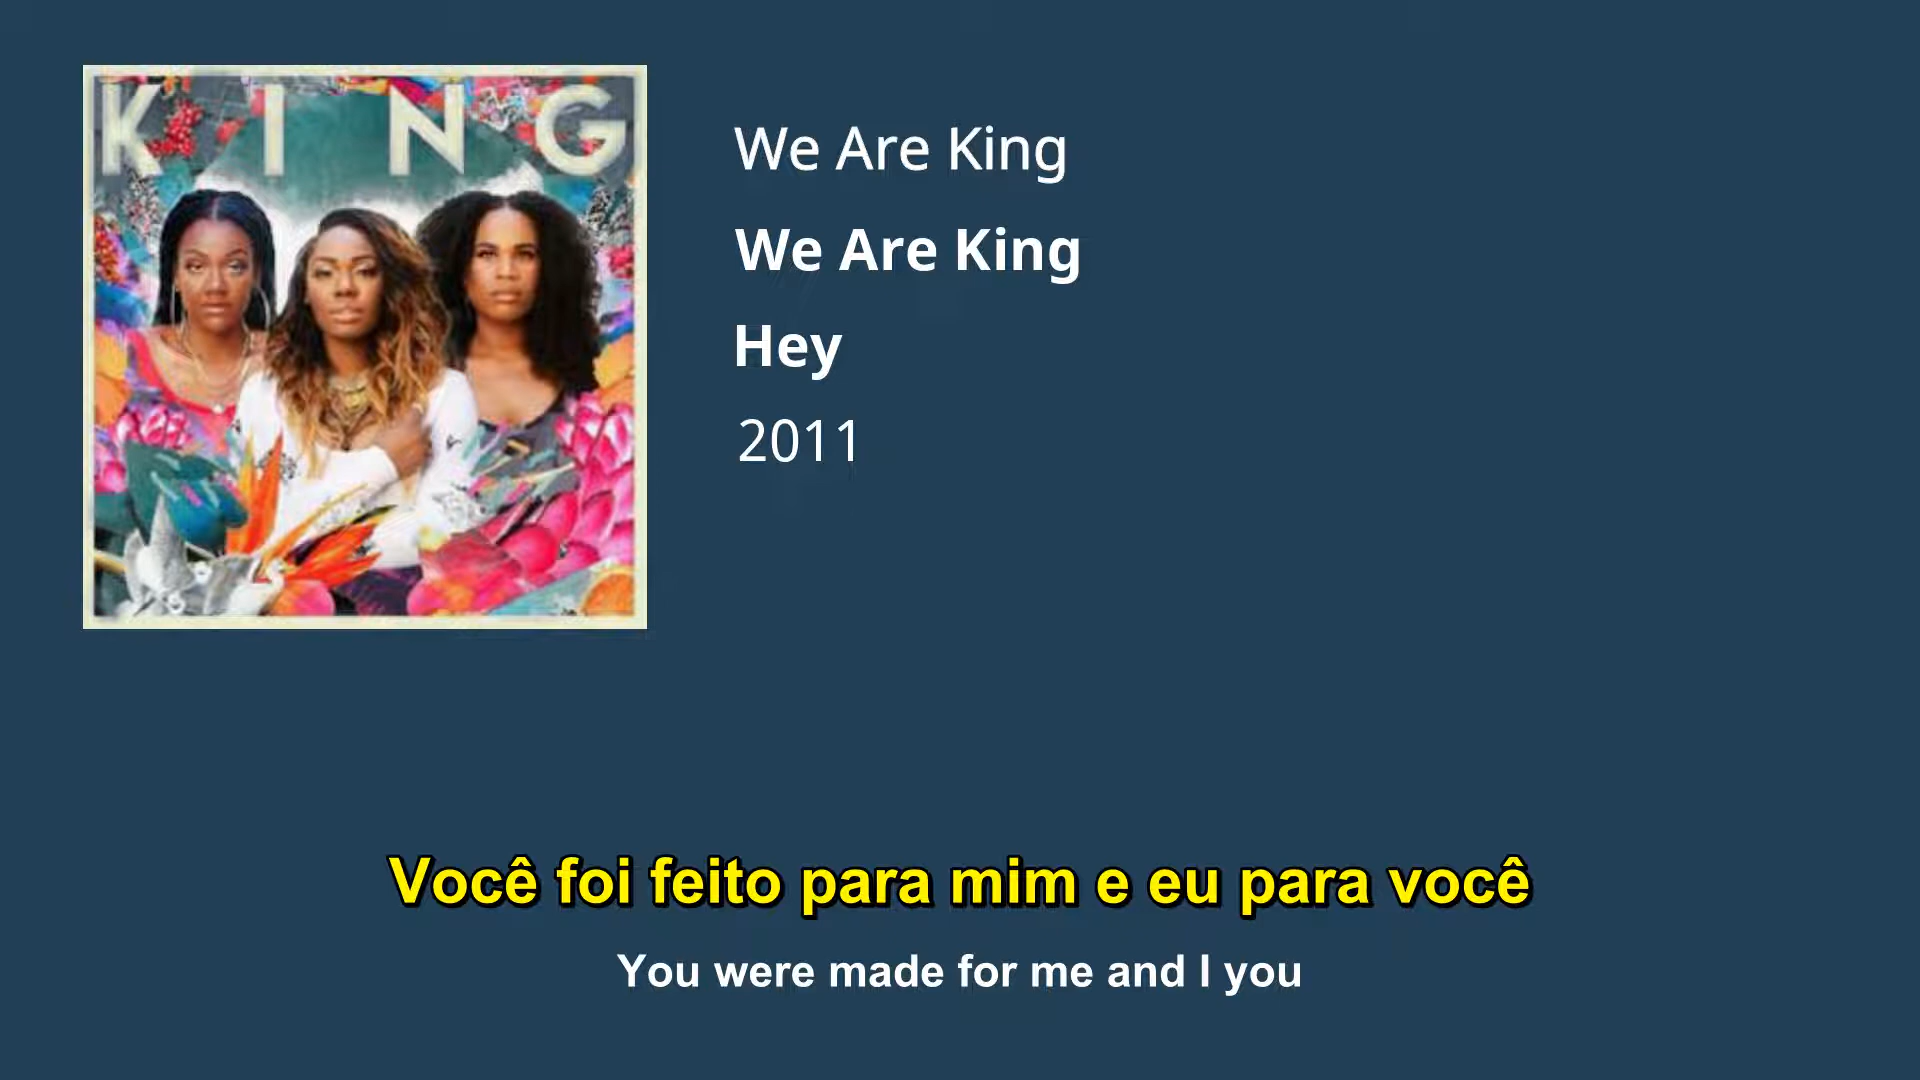 KING
We Are King
We Are King
Hey
2011
Você foi feito para mim e eu para você
You were made for me and I you